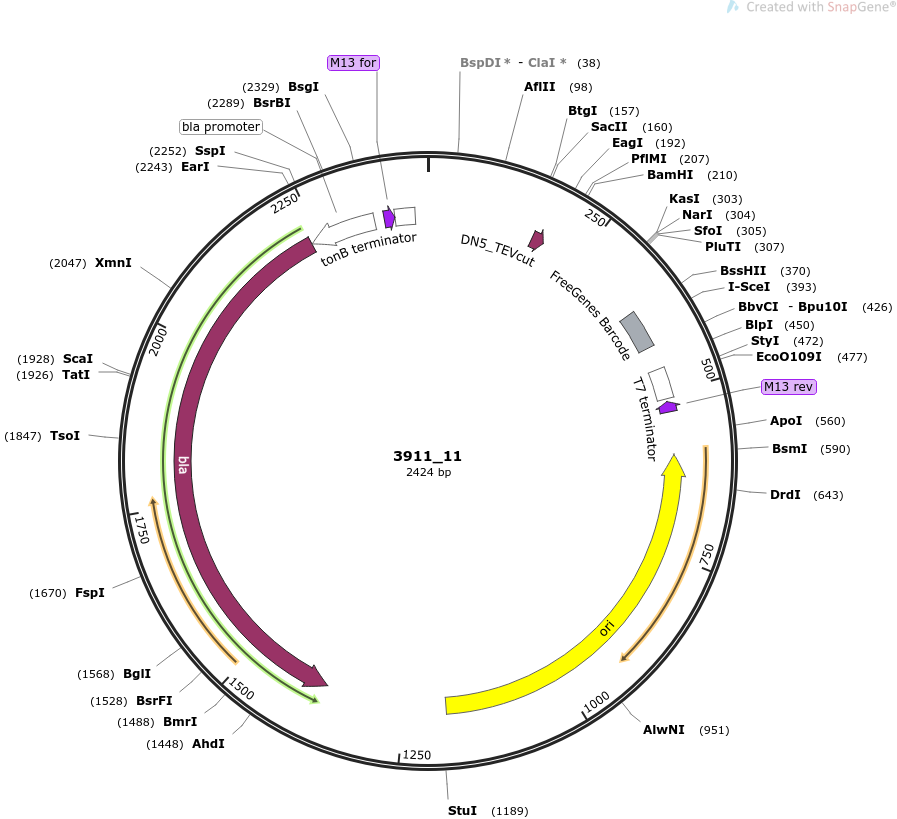 Created with SnapGene®
M13 for
BspDI * - ClaI * (38)
(2329) BsgI
AflII (98)
(2289) BsrBI
BtgI (157)
bla promoter
SacII (160)
EagI (192)
(2252) SspI
PflMI (207)
(2243) EarI
BamHI (210)
KasI (303)
2250
250
NarI (304)
SfoI (305)
PluTI (307)
tonB terminator
DN5_TEVcut
(2047) XmnI
BssHII (370)
FreeGenes Barcode
I-SceI (393)
BbvCI - Bpu10I (426)
BlpI (450)
2000
StyI (472)
(1928) ScaI
EcoO109I (477)
(1926) TatI
500
M13 rev
T7 terminator
ApoI (560)
(1847) TsoI
BsmI (590)
bla
3911_11
2424 bp
DrdI (643)
1750
750
(1670) FspI
ori
(1568) BglI
1500
(1528) BsrFI
1000
(1488) BmrI
AlwNI (951)
(1448) AhdI
1250
StuI (1189)